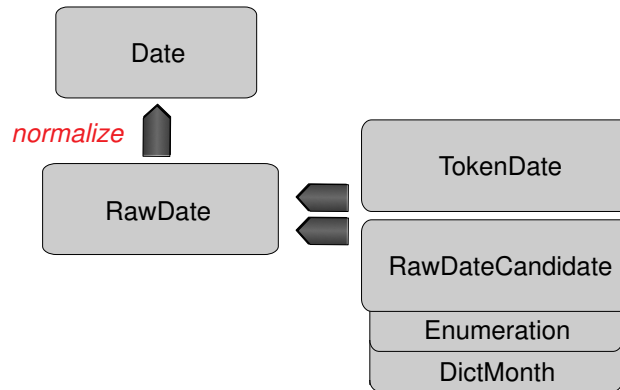 Date
normalize
TokenDate
RawDate
RawDateCandidate
Enumeration
DictMonth